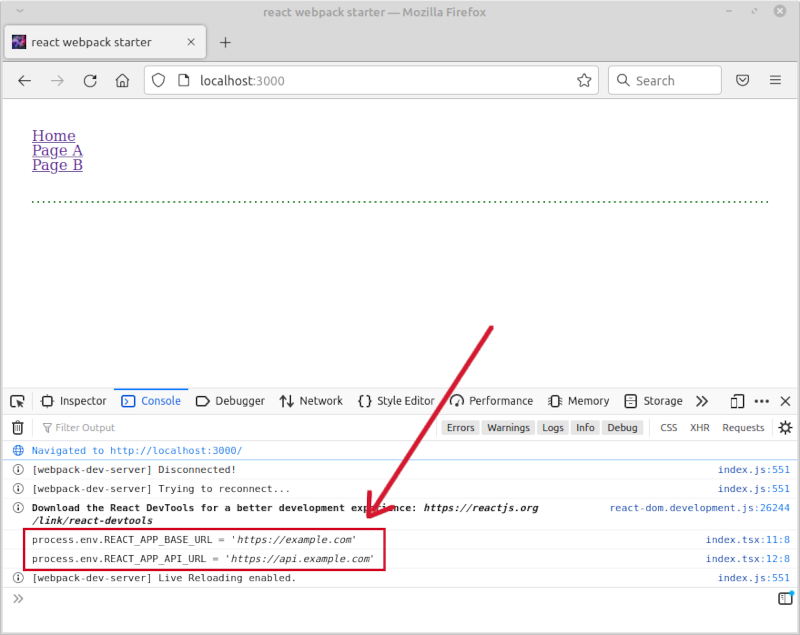 react webpack starter — Mozilla Firefox
react webpack starter
localhost:3000
Search
Home
Page A
Page B
Inspector Console Debugger Network Style Editor Performance Memory Storage
Filter Output Errors Warnings Logs Info Debug CSS XHR Requests
Navigated to http://localhost:3000/
[webpack-dev-server] Disconnected! index.js:551
[webpack-dev-server] Trying to reconnect... index.js:551
Download the React DevTools for a better development experience: https://reactjs.org react-dom.development.js:26244
/link/react-devtools
process.env.REACT_APP_BASE_URL = 'https://example.com' index.tsx:11:8
process.env.REACT_APP_API_URL = 'https://api.example.com' index.tsx:12:8
[webpack-dev-server] Live Reloading enabled. index.js:551